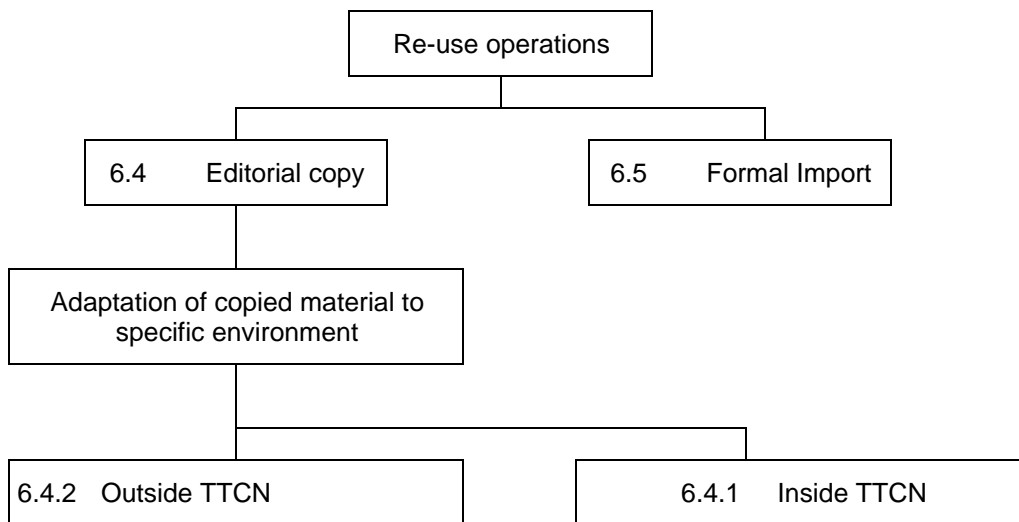 Re-use operations
6.4 Editorial copy
6.5 Formal Import
Adaptation of copied material to
specific environment
6.4.2 Outside TTCN
6.4.1 Inside TTCN